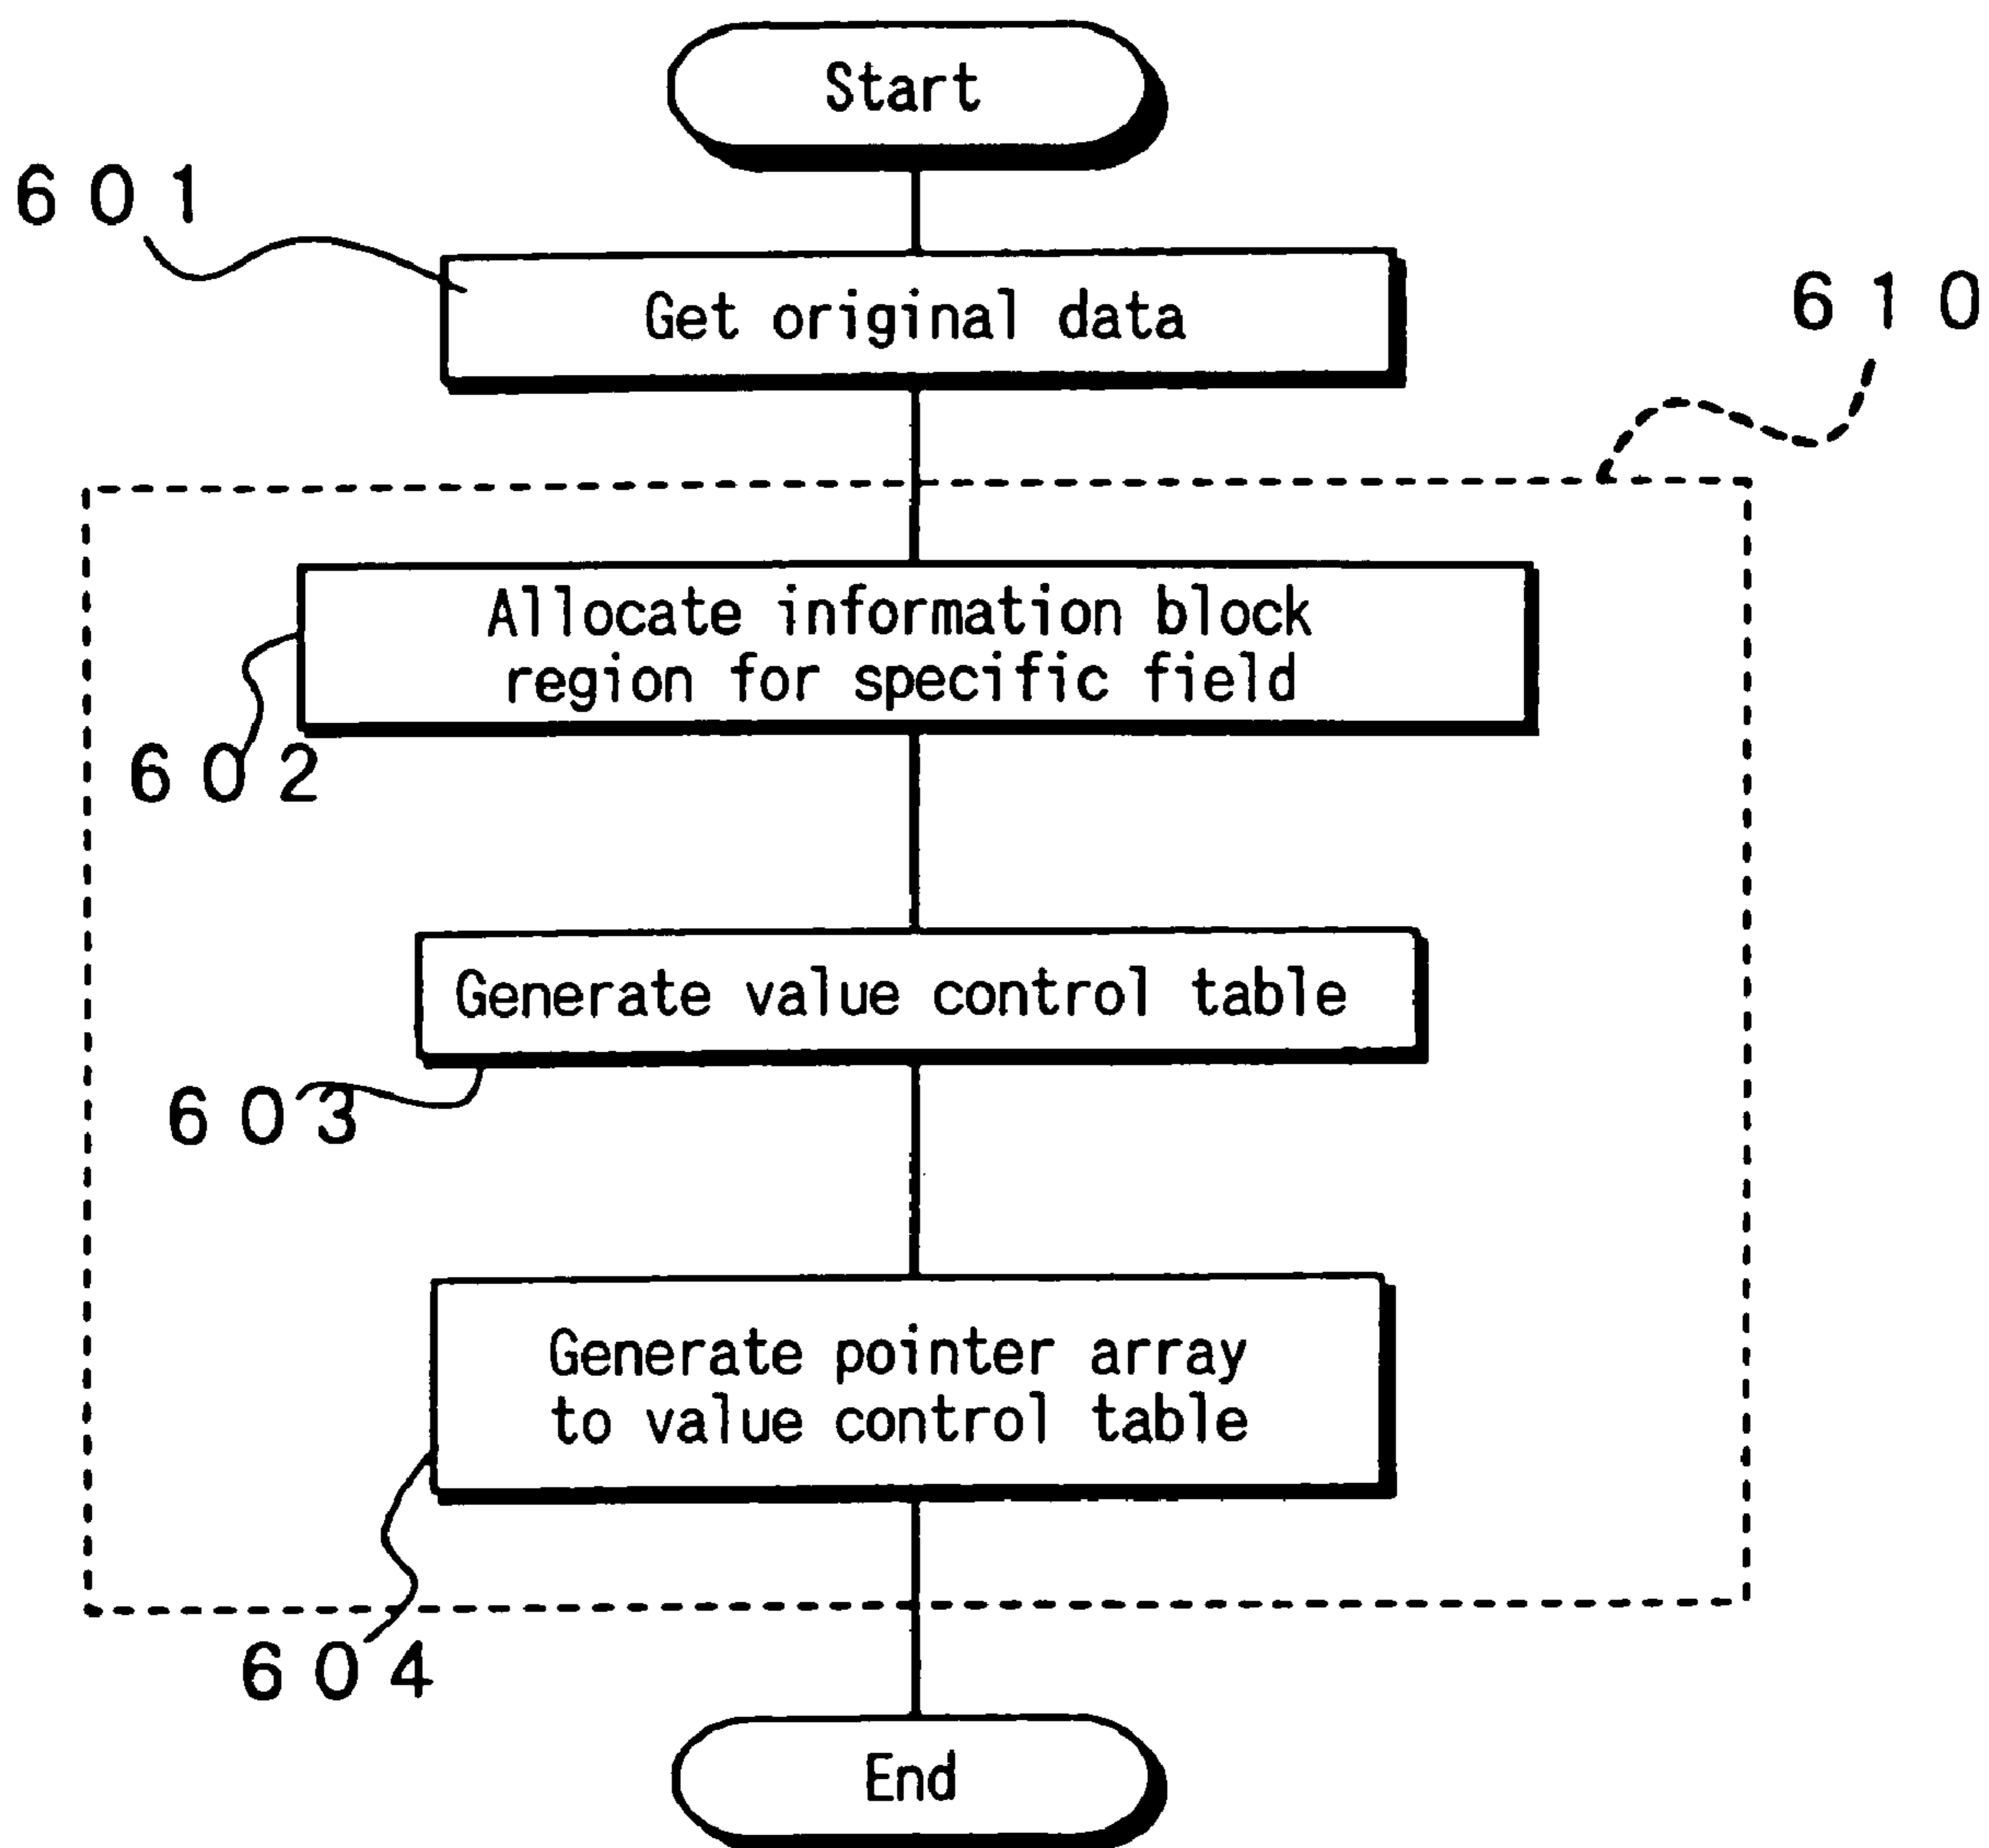 Start
601
Get original data
610
Allocate information block
region for specific field
602
Generate value control table
603
Generate pointer array
to value control table
604
End